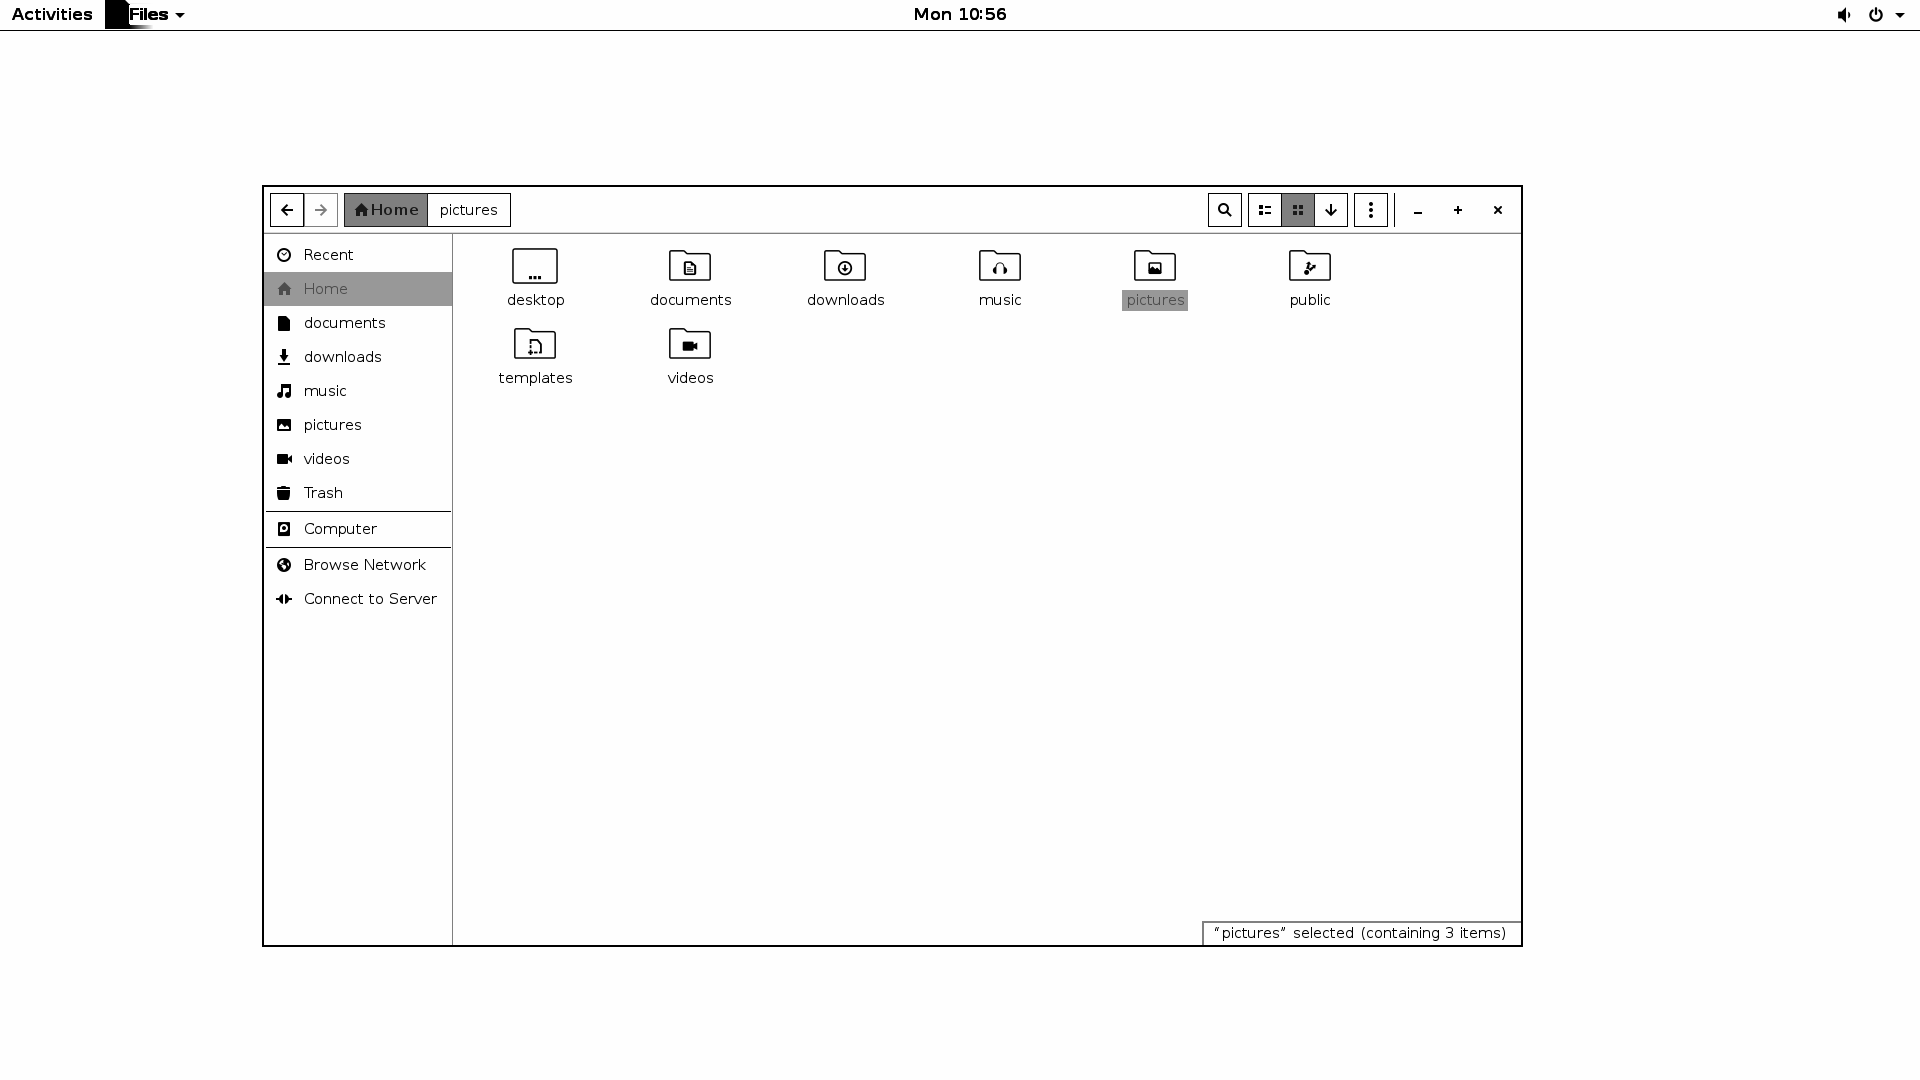 Activities Files Mon 10:56
Home pictures
Recent
Home
documents
downloads
music
pictures
videos
Trash
Computer
Browse Network
Connect to Server
desktop documents downloads music pictures public
templates videos
“pictures” selected (containing 3 items)